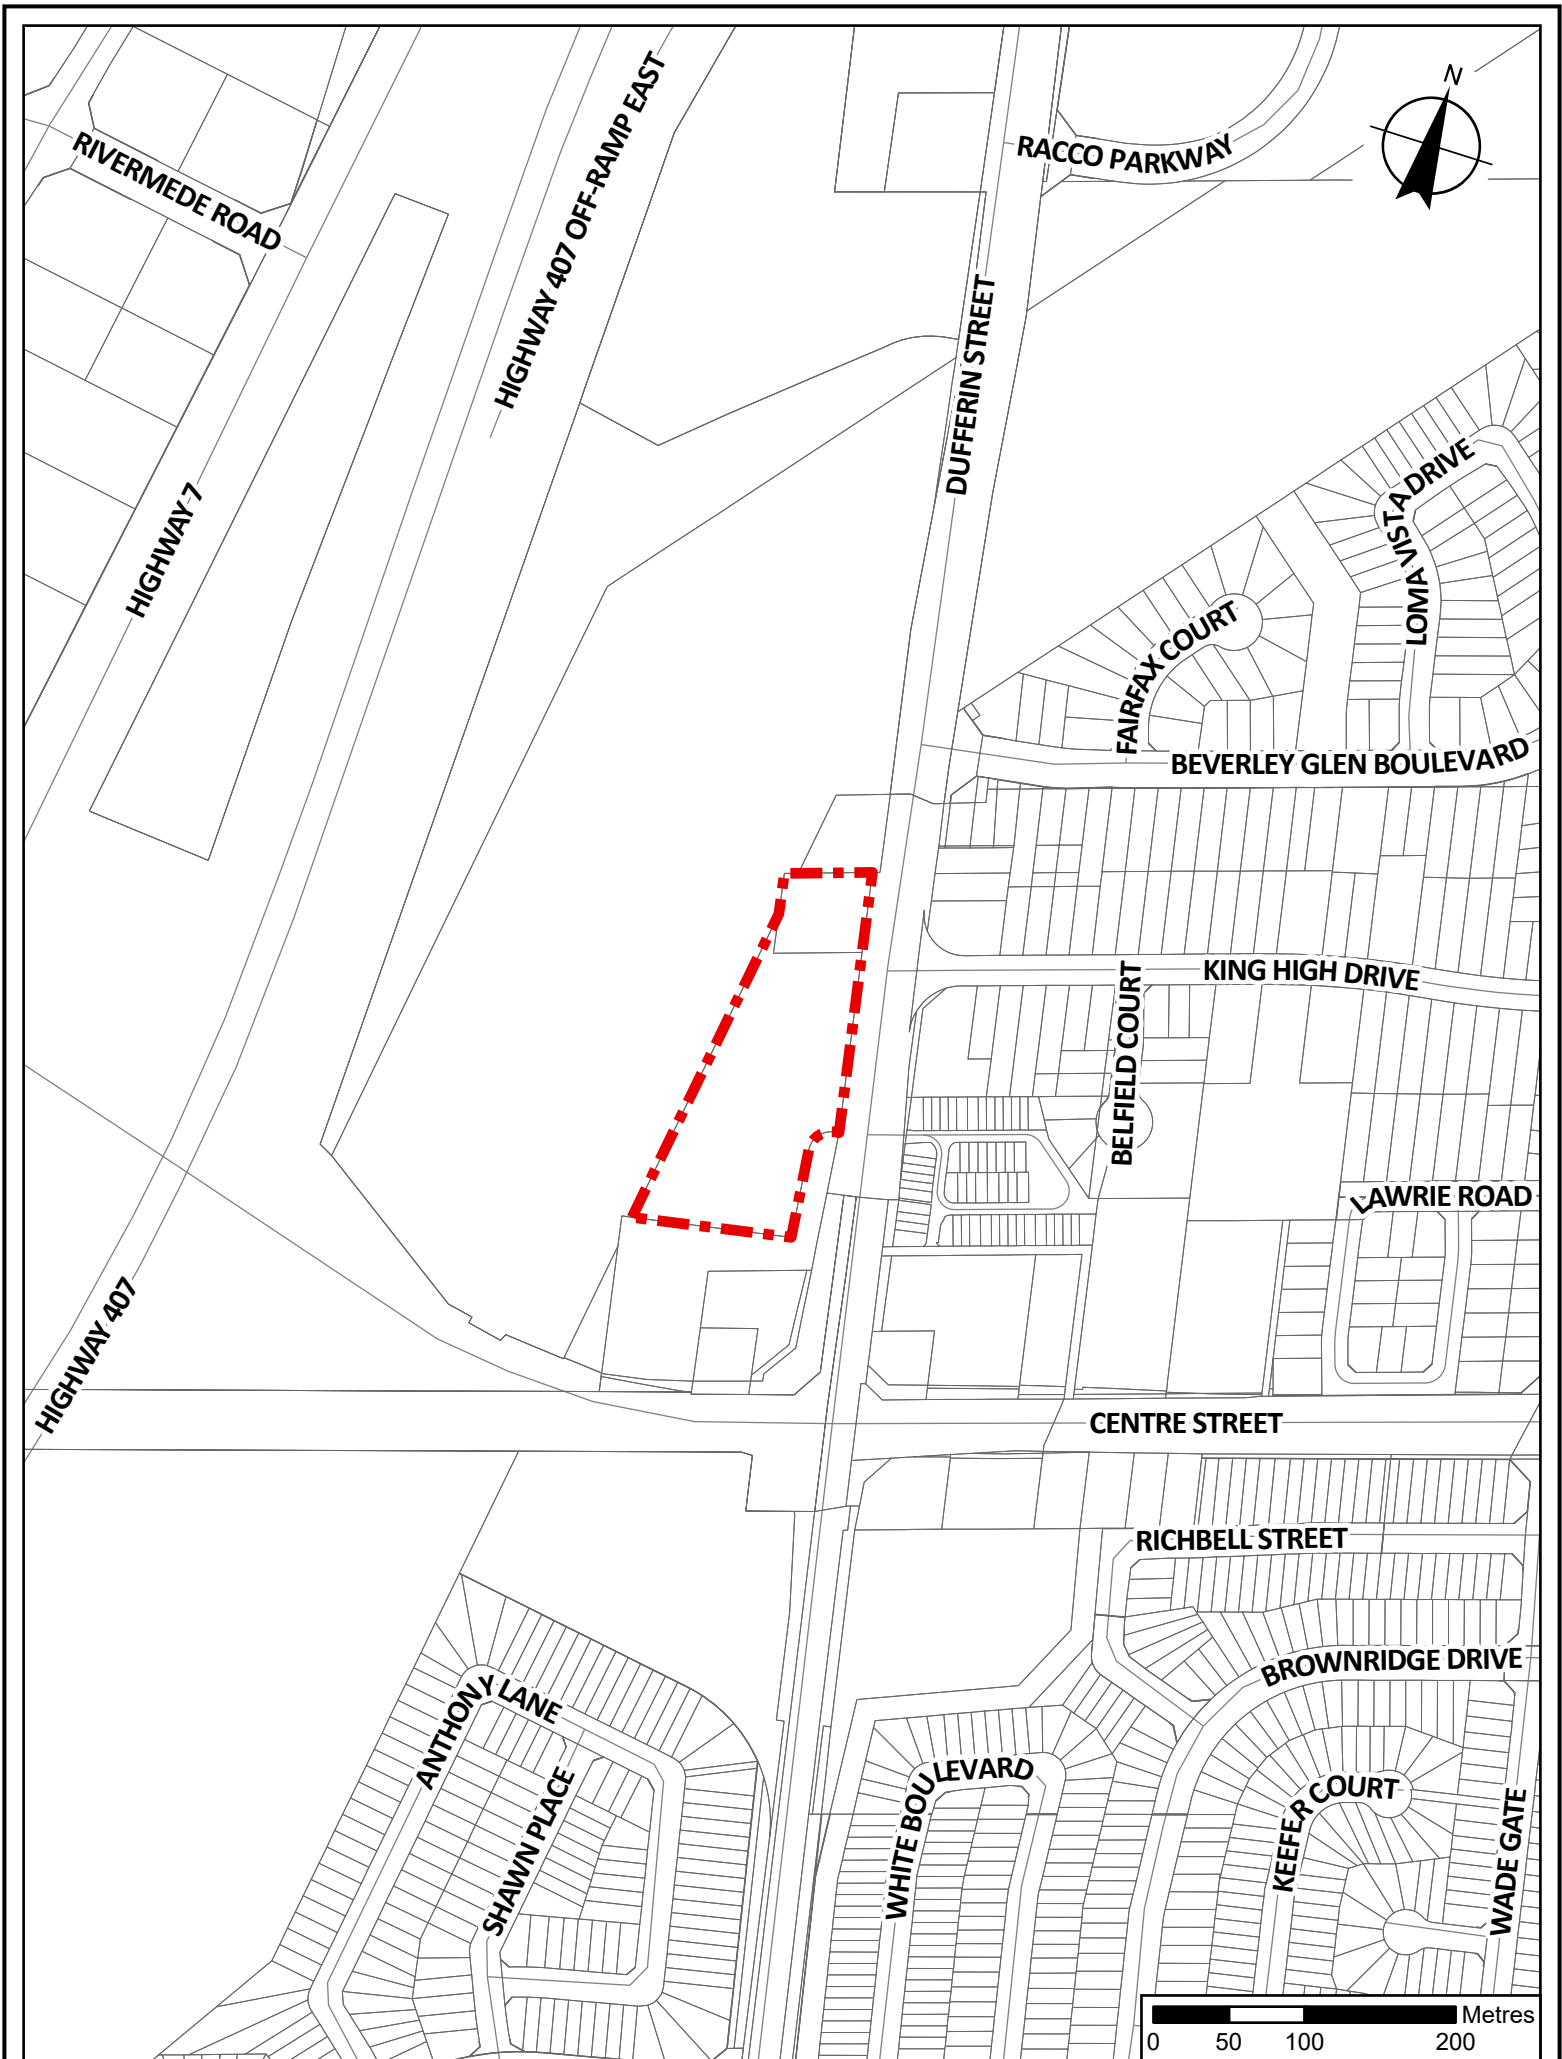 N
RIVERMEDE ROAD
HIGHWAY 407 OFF-RAMP EAST
RACCO PARKWAY
DUFFERIN STREET
HIGHWAY 7
LOMA VISTA DRIVE
FAIRFAX COURT
BEVERLEY GLEN BOULEVARD
KING HIGH DRIVE
BELFIELD COURT
LAWRIE ROAD
HIGHWAY 407
CENTRE STREET
RICHBELL STREET
BROWNRIDGE DRIVE
ANTHONY LANE
SHAWN PLACE
WHITE BOULEVARD
KEEFER COURT
WADE GATE
Metres
0 50 100 200